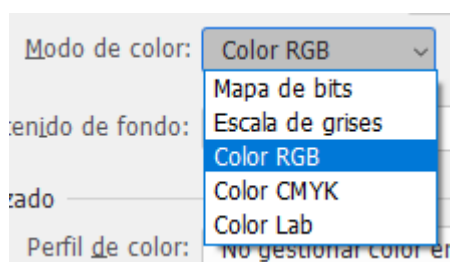 Modo de color: Color RGB
Mapa de bits
tenido de fondo: Escala de grises
Color RGB
zado Color CMYK
Color Lab
Perfil de color: No gestionar color en